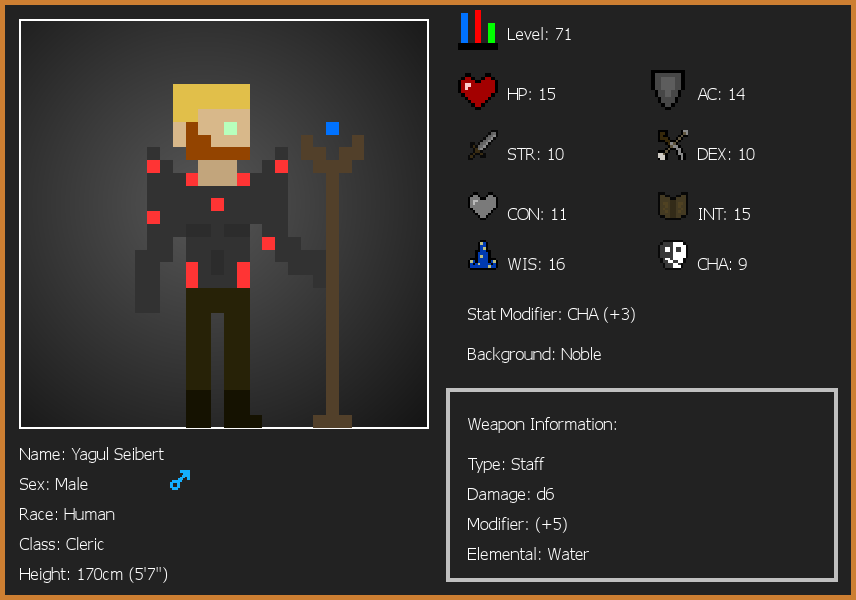 Level: 71
HP: 15
AC: 14
STR: 10
DEX: 10
CON: 11
INT: 15
WIS: 16
CHA: 9
Stat Modifier: CHA (+3)
Background: Noble
Weapon Information:
Type: Staff
Damage: d6
Modifier: (+5)
Elemental: Water
Name: Yagul Seibert
Sex: Male
Race: Human
Class: Cleric
Height: 170cm (5'7")